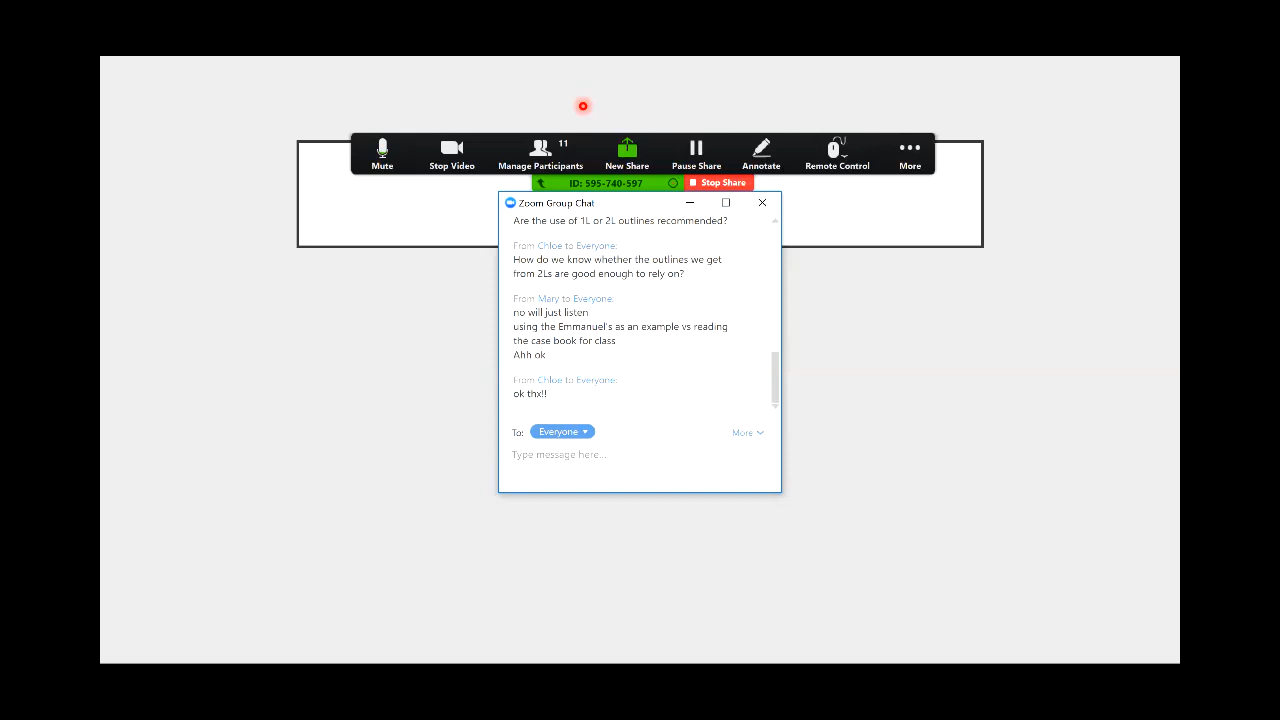 Mute
Stop Video
Manage Participants
11
New Share
Pause Share
Annotate
Remote Control
More
ID: 595-740-597
Stop Share
Zoom Group Chat
Are the use of 1L or 2L outlines recommended?
From Chloe to Everyone:
How do we know whether the outlines we get
from 2Ls are good enough to rely on?
From Mary to Everyone:
no will just listen
using the Emmanuel's as an example vs reading
the case book for class
Ahh ok
From Chloe to Everyone:
ok thx!!
To: Everyone
More
Type message here...